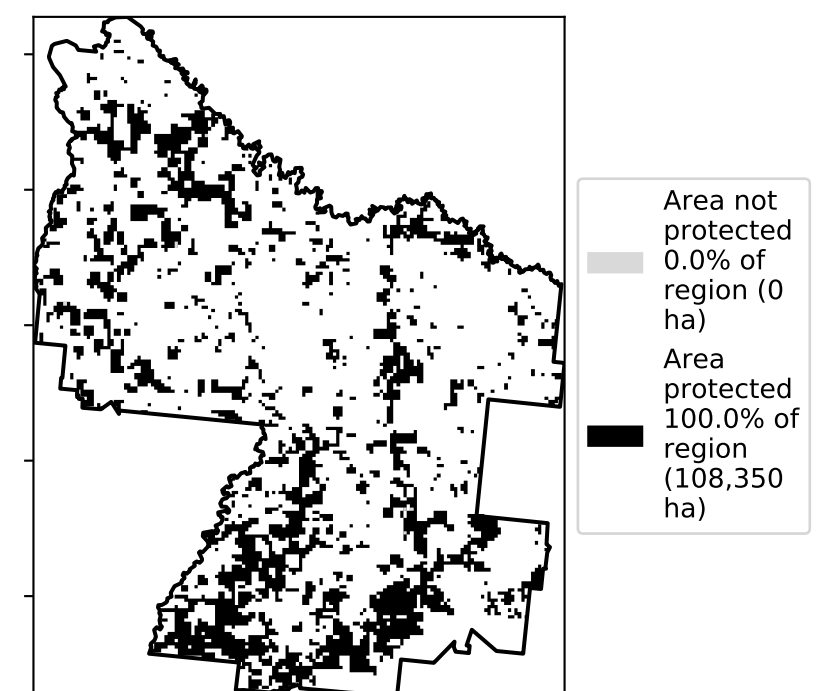 Area not
protected
0.0% of
region (0
ha)
Area
protected
100.0% of
region
(108,350
ha)